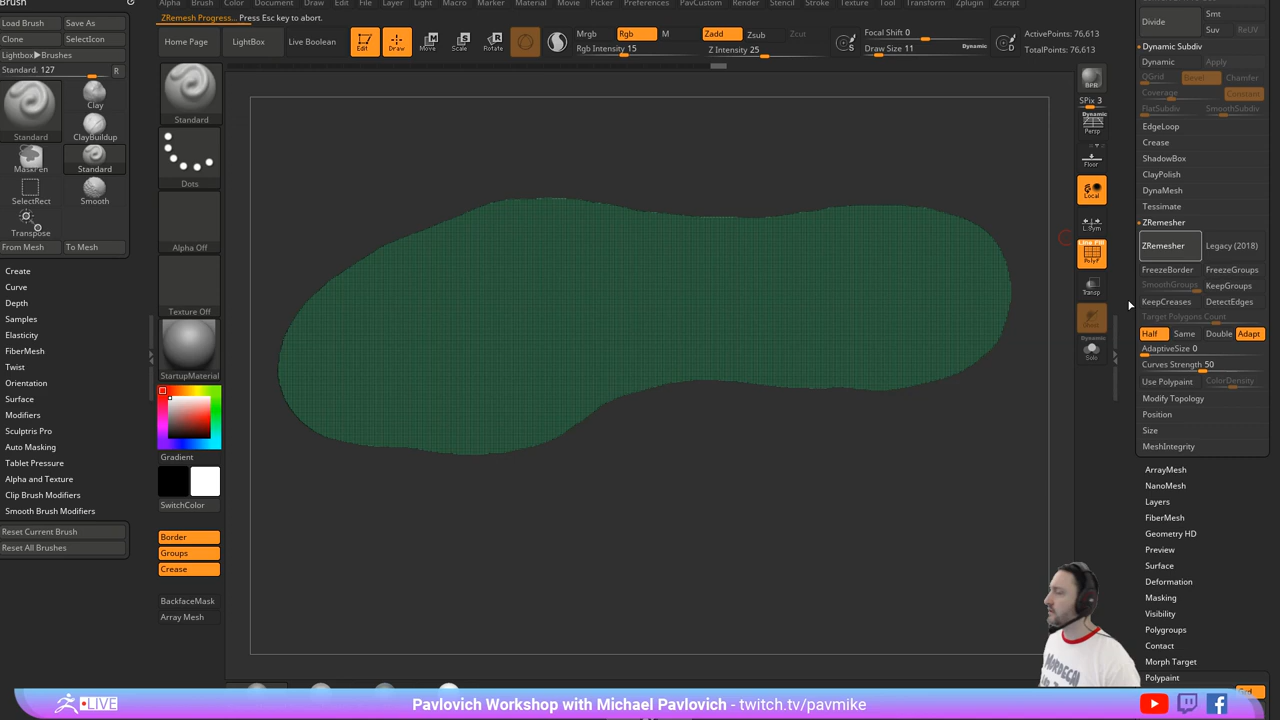 Brush
Alpha Brush Color Document Draw Edit File Layer Light Macro Marker Material Movie Picker Preferences PavCustom Render Stencil Stroke Texture Tool Transform Zplugin Zscript
ZRemesh Progress... Press Esc key to abort.
Load Brush Save As
Clone SelectIcon
Lightbox▶Brushes
Standard. 127 R
Standard
Clay
ClayBuildup
MaskPen
Standard
SelectRect
Smooth
Transpose
From Mesh To Mesh
Create
Curve
Depth
Samples
Elasticity
FiberMesh
Twist
Orientation
Surface
Modifiers
Sculptris Pro
Auto Masking
Tablet Pressure
Alpha and Texture
Clip Brush Modifiers
Smooth Brush Modifiers
Reset Current Brush
Reset All Brushes
Home Page LightBox Live Boolean
Edit Draw Move Scale Rotate
Mrgb Rgb M
Rgb Intensity 15
Zadd Zsub Zcut
Z Intensity 25
S
Focal Shift 0
Draw Size 11 Dynamic
D
ActivePoints: 76,613
TotalPoints: 76,613
Standard
Dots
Alpha Off
Texture Off
StartupMaterial
Gradient
SwitchColor
Border
Groups
Crease
BackfaceMask
Array Mesh
BPR
SPix 3
Dynamic
Persp
Floor
Local
L.Sym
Line Fill
PolyF
Transp
Ghost
Dynamic
Solo
Divide
Smt
Suv ReUV
Dynamic Subdiv
Dynamic Apply
QGrid Bevel Chamfer
Coverage Constant
FlatSubdiv SmoothSubdiv
EdgeLoop
Crease
ShadowBox
ClayPolish
DynaMesh
Tessimate
ZRemesher
ZRemesher Legacy (2018)
FreezeBorder FreezeGroups
SmoothGroups KeepGroups
KeepCreases DetectEdges
Target Polygons Count
Half Same Double Adapt
AdaptiveSize 0
Curves Strength 50
Use Polypaint ColorDensity
Modify Topology
Position
Size
MeshIntegrity
ArrayMesh
NanoMesh
Layers
FiberMesh
Geometry HD
Preview
Surface
Deformation
Masking
Visibility
Polygroups
Contact
Morph Target
Polypaint
MORDECAI
LIVE
Pavlovich Workshop with Michael Pavlovich - twitch.tv/pavmike